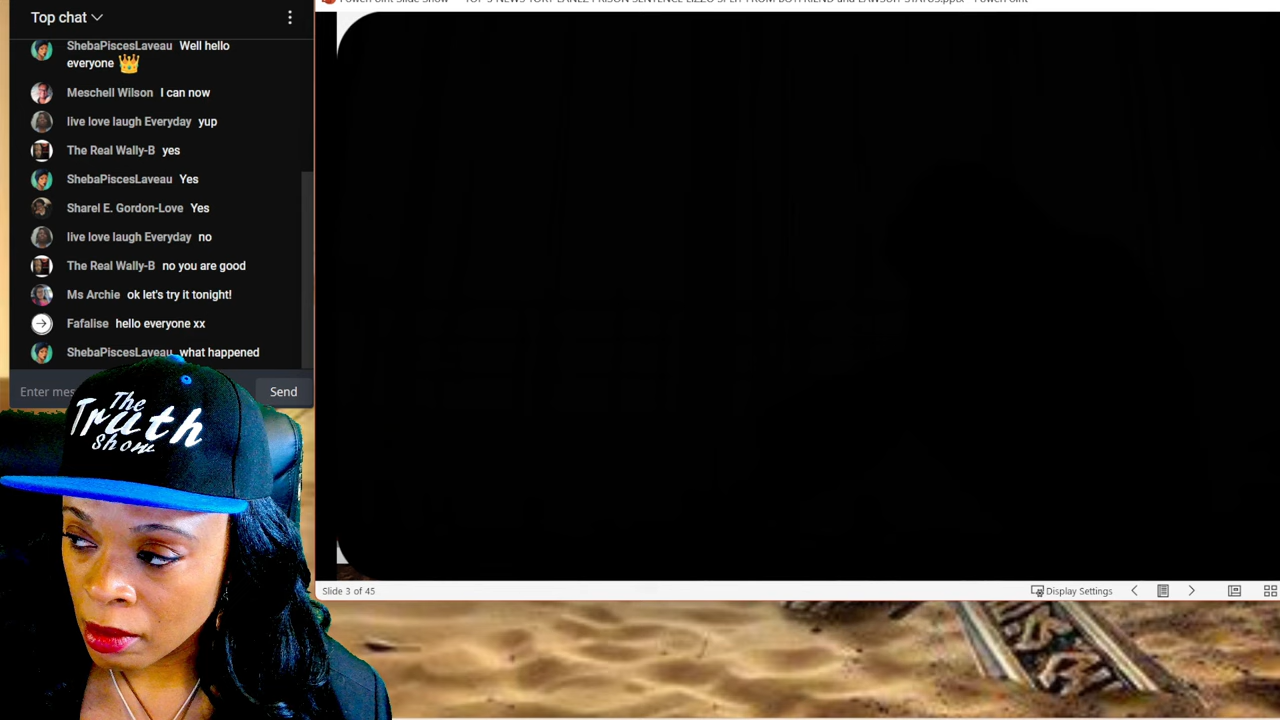 Top chat
ShebaPiscesLaveau Well hello
everyone
Meschell Wilson I can now
live love laugh Everyday yup
The Real Wally-B yes
ShebaPiscesLaveau Yes
Sharel E. Gordon-Love Yes
live love laugh Everyday no
The Real Wally-B no you are good
Ms Archie ok let's try it tonight!
Fafalise hello everyone xx
ShebaPiscesLaveau what happened
Enter mes
Send
The
Truth
Show
Slide 3 of 45
Display Settings